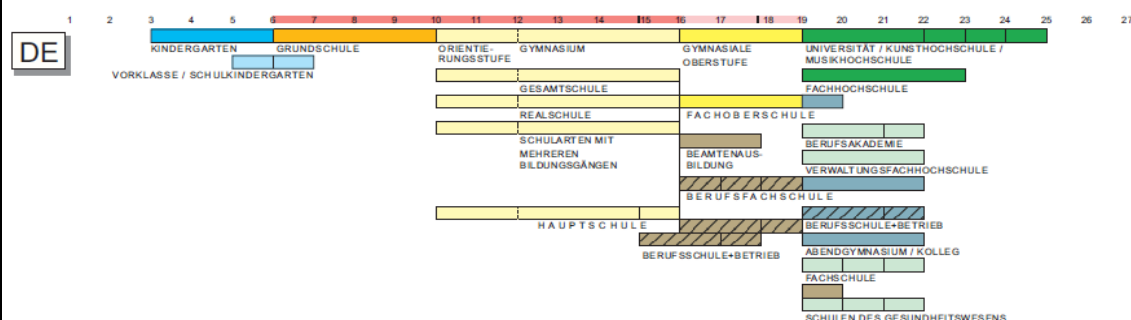 1 2 3 4 5 6 7 8 9 10 11 12 13 14 15 16 17 18 19 20 21 22 23 24 25 26 27
DE
KINDERGARTEN GRUNDSCHULE ORIENTIE- GYMNASIUM GYMNASIALE UNIVERSITÄT / KUNSTHOCHSCHULE /
RUNGSSTUFE OBERSTUFE MUSIKHOCHSCHULE
VORKLASSE / SCHULKINDERGARTEN
GESAMTSCHULE FACHHOCHSCHULE
REALSCHULE FACHOBERSCHULE
SCHULARTEN MIT BERUFSAKADEMIE
MEHREREN BEAMTENAUS-
BILDUNGSGÄNGEN BILDUNG
VERWALTUNGSFACHHOCHSCHULE
BERUFSFACHSCHULE
HAUPTSCHULE BERUFSSCHULE+BETRIEB
BERUFSSCHULE+BETRIEB ABENDGYMNASIUM / KOLLEG
FACHSCHULE
SCHULEN DES GESUNDHEITSWESENS